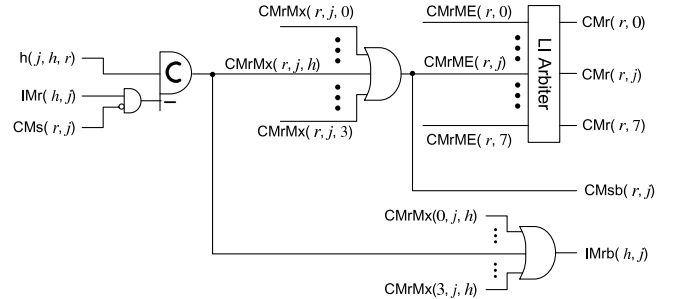 CMrMx( r, j, 0)
CMrME( r, 0)
CMr( r, 0)
h( j, h, r)
C
CMrMx( r, j, h)
CMrME( r, j)
LI Arbiter
CMr( r, j)
IMr( h, j)
–
CMs( r, j)
CMrMx( r, j, 3)
CMrME( r, 7)
CMr( r, 7)
CMsb( r, j)
CMrMx(0, j, h)
IMrb( h, j)
CMrMx(3, j, h)